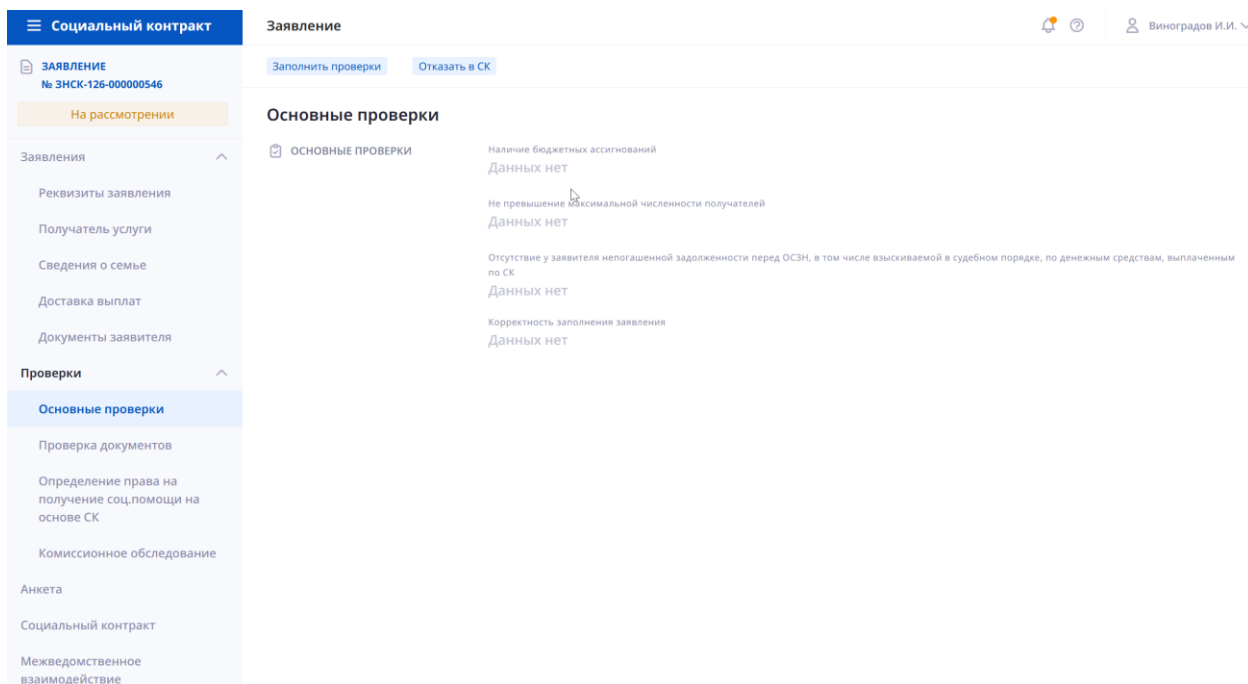 Социальный контракт
Заявление
Виноградов И.И.
ЗАЯВЛЕНИЕ
№ ЗНСК-126-000000546
На рассмотрении
Заполнить проверки
Отказать в СК
Заявления
Реквизиты заявления
Получатель услуги
Сведения о семье
Доставка выплат
Документы заявителя
Проверки
Основные проверки
Проверка документов
Определение права на
получение соц.помощи на
основе СК
Комиссионное обследование
Анкета
Социальный контракт
Межведомственное
взаимодействие
Основные проверки
ОСНОВНЫЕ ПРОВЕРКИ
Наличие бюджетных ассигнований
Данных нет
Не превышение максимальной численности получателей
Данных нет
Отсутствие у заявителя непогашенной задолженности перед ОСЗН, в том числе взыскиваемой в судебном порядке, по денежным средствам, выплаченным
по СК
Данных нет
Корректность заполнения заявления
Данных нет